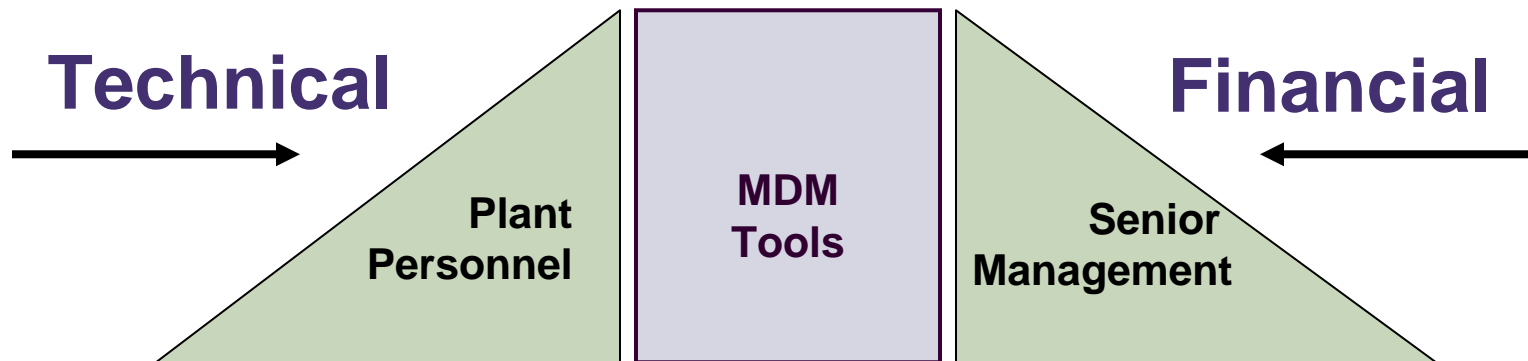 Technical
Financial
MDM
Tools
Plant
Personnel
Senior
Management